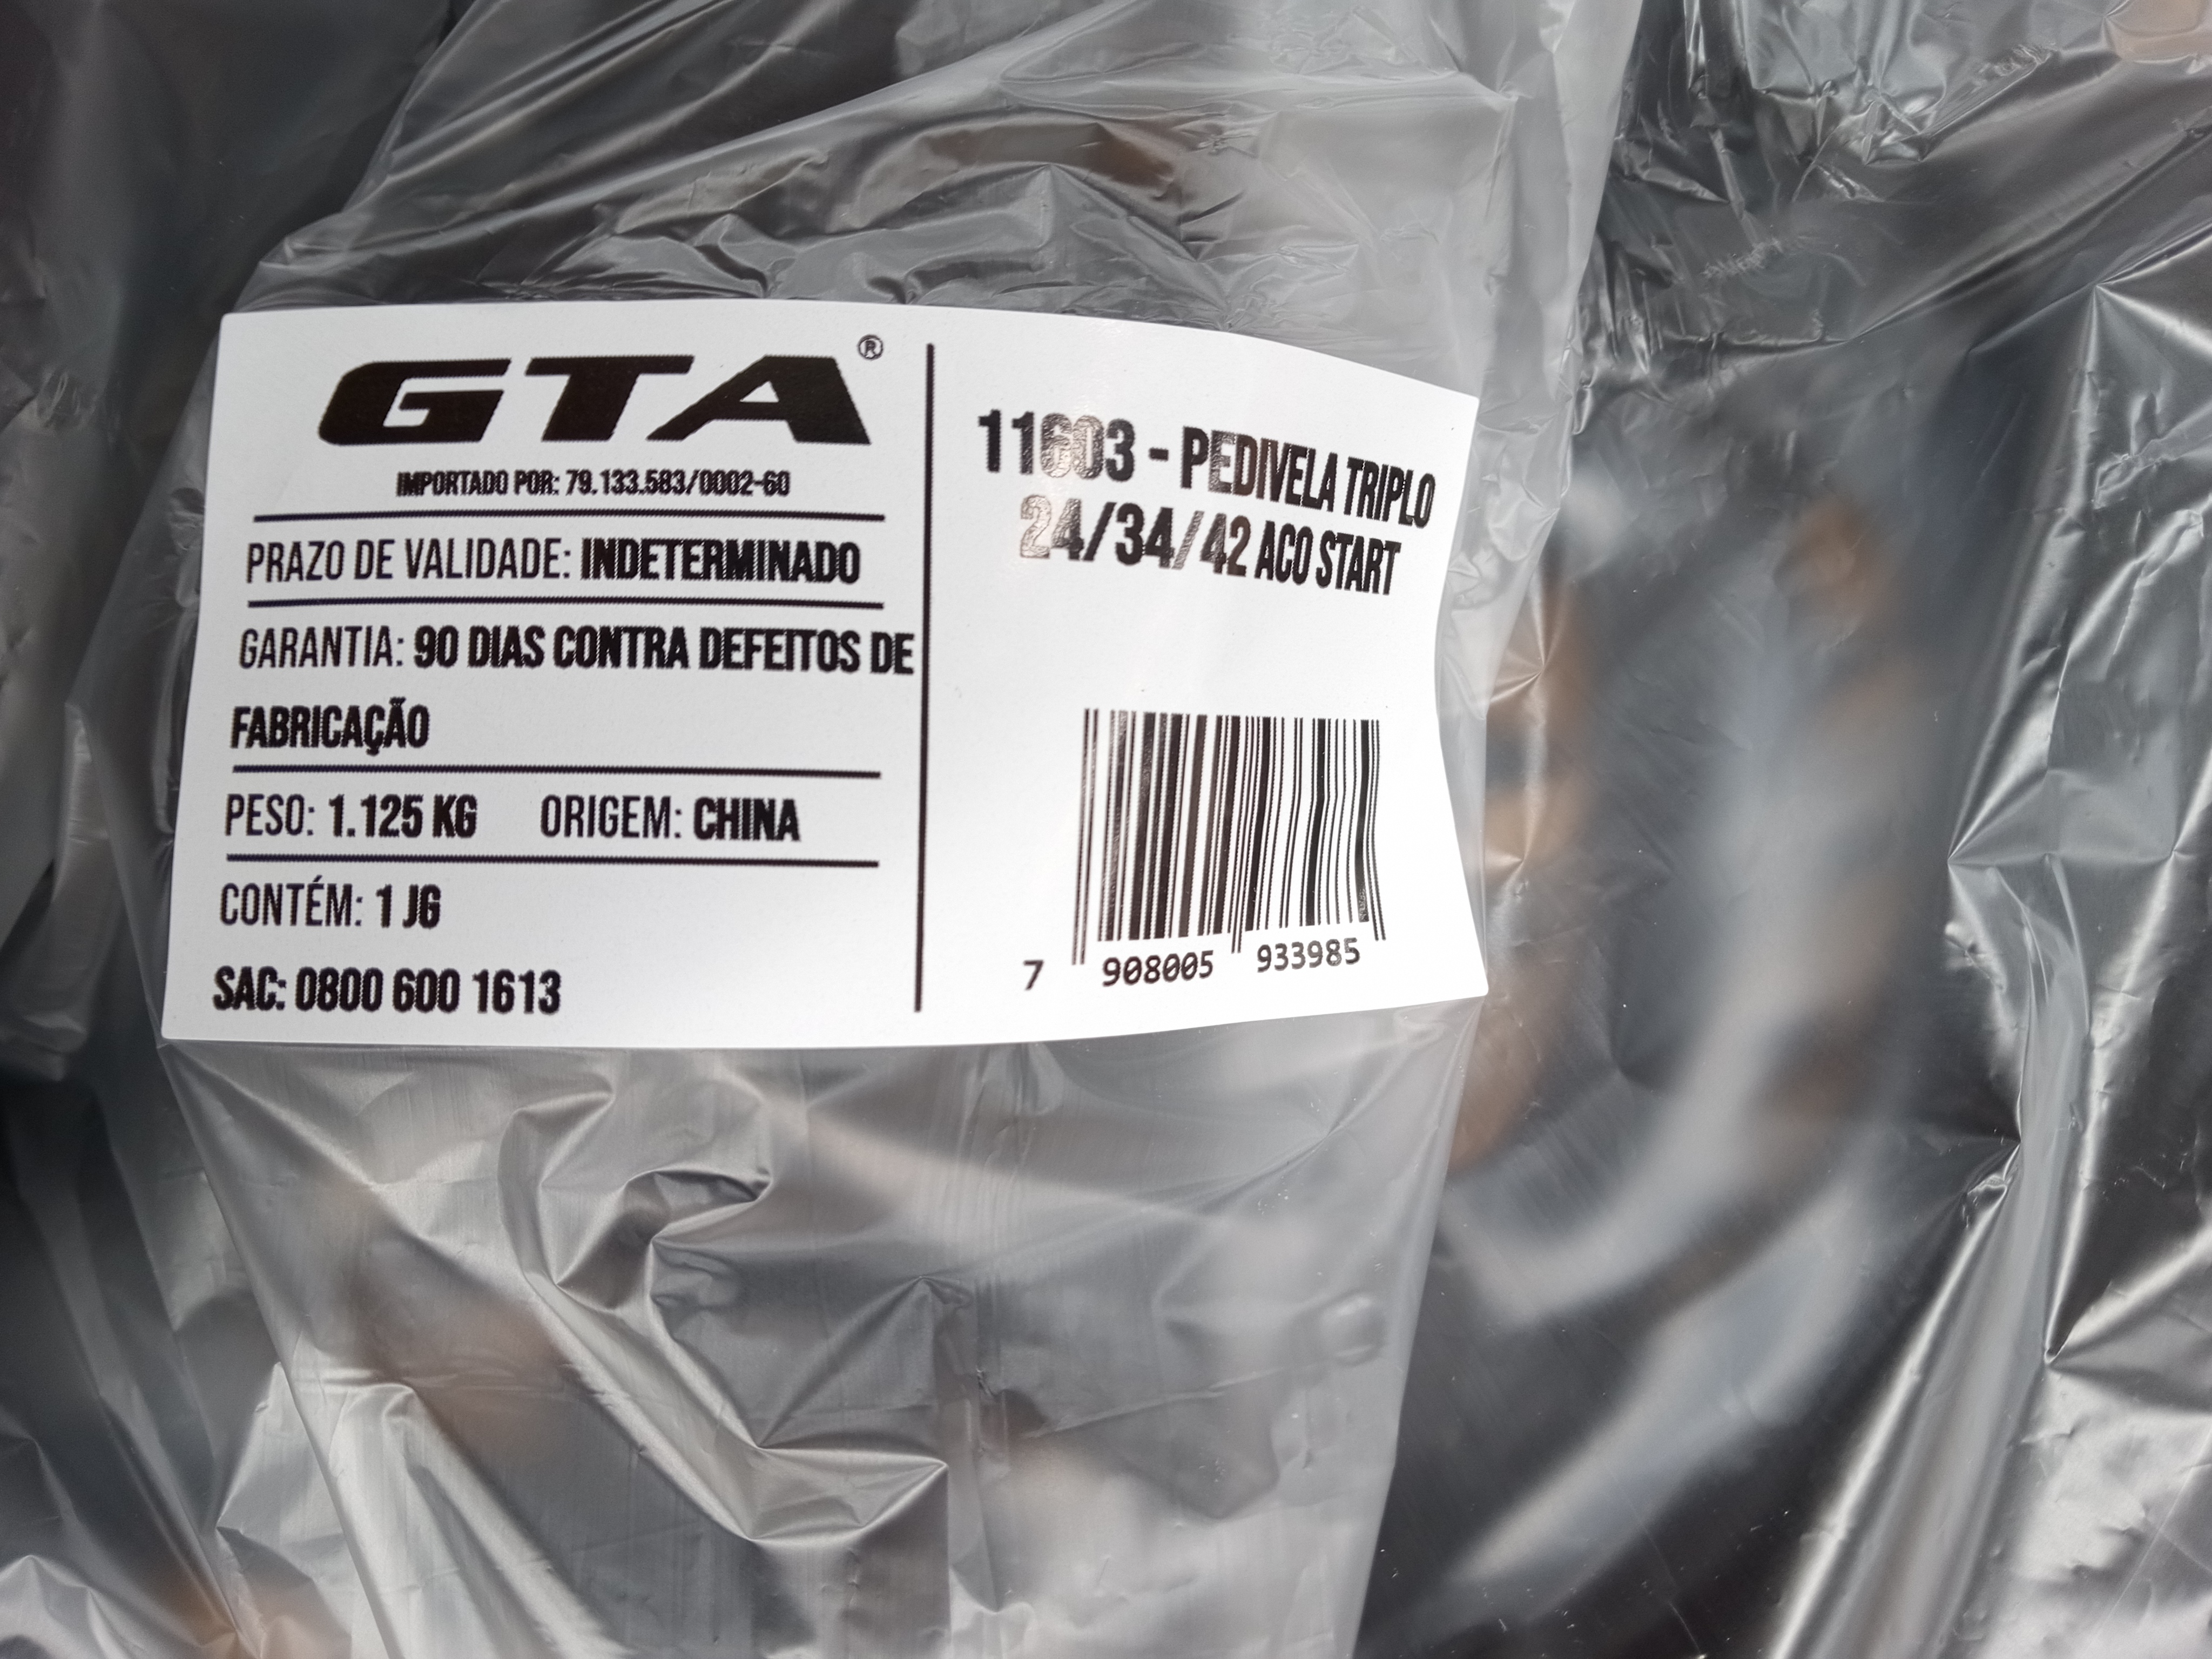 GTA®
IMPORTADO POR: 79.133.583/0002-60
PRAZO DE VALIDADE: INDETERMINADO
GARANTIA: 90 DIAS CONTRA DEFEITOS DE
FABRICAÇÃO
PESO: 1.125 KG ORIGEM: CHINA
CONTÉM: 1 JG
SAC: 0800 600 1613
11603 - PEDIVELA TRIPLO
24/34/42 ACO START
7 908005 933985